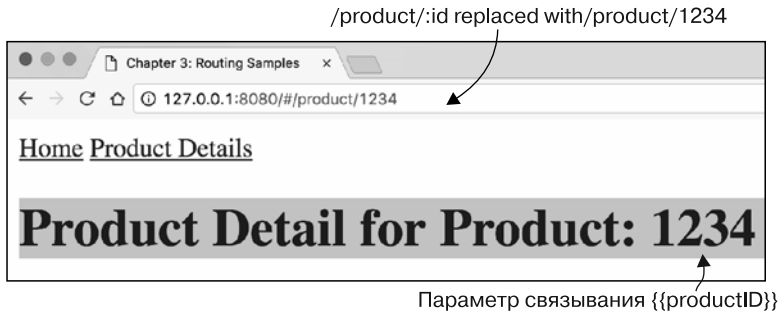 /product/:id replaced with/product/1234
Chapter 3: Routing Samples ×
127.0.0.1:8080/#/product/1234
Home Product Details
Product Detail for Product: 1234
Параметр связывания {{productID}}